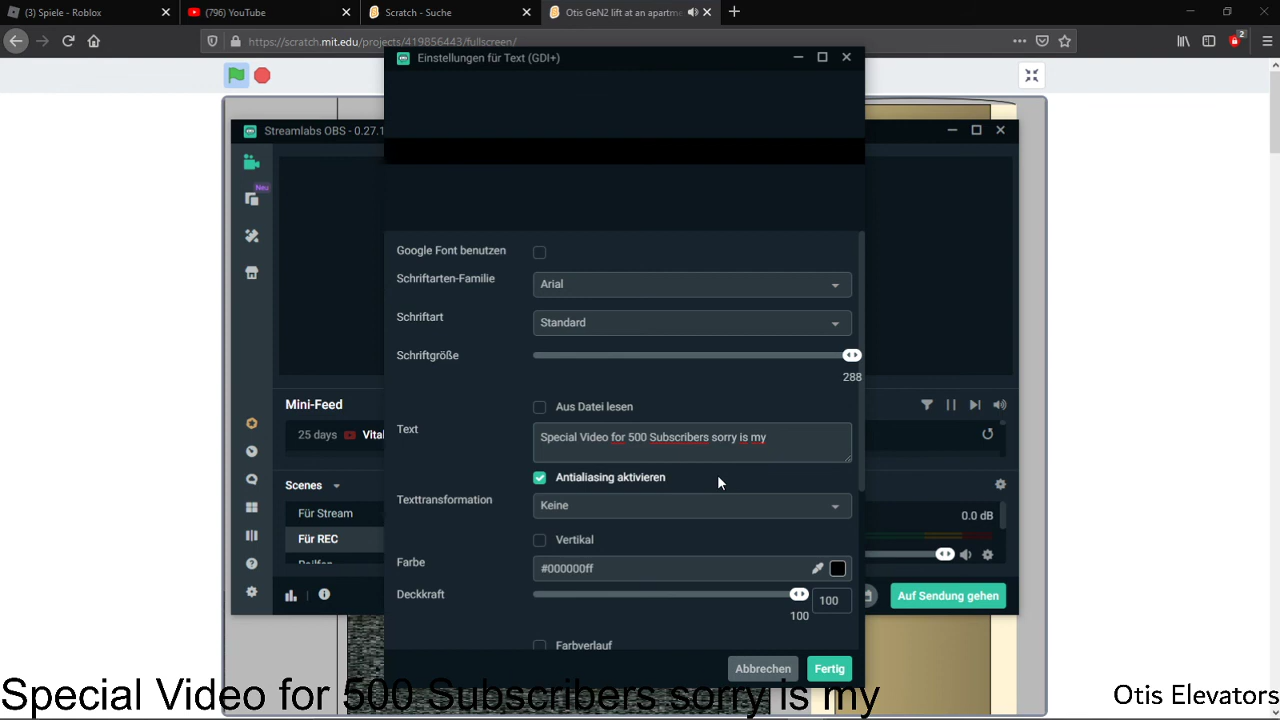 (3) Spiele - Roblox
(796) YouTube
Scratch - Suche
Otis GeN2 lift at an apartme
https://scratch.mit.edu/projects/419856443/fullscreen/
2
Einstellungen für Text (GDI+)
Streamlabs OBS - 0.27.1
Neu
Google Font benutzen
Schriftarten-Familie
Arial
Schriftart
Standard
Schriftgröße
288
Aus Datei lesen
Text
Special Video for 500 Subscribers sorry is my
Antialiasing aktivieren
Texttransformation
Keine
Vertikal
Farbe
#000000ff
Deckkraft
100
100
Farbverlauf
Abbrechen
Fertig
Mini-Feed
25 days
Vital
Scenes
Für Stream
Für REC
0.0 dB
Auf Sendung gehen
Special Video for 500 Subscribers sorry is my
Otis Elevators